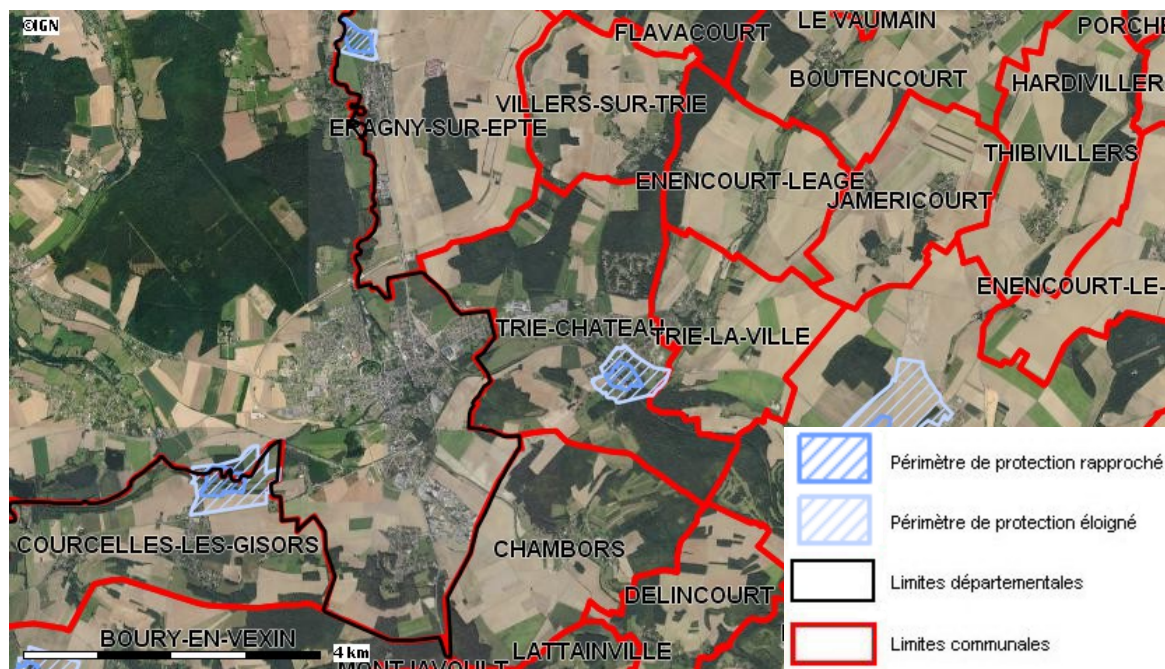 ©IGN
FLAVACOURT
LE VAUMAIN
PORCHE
BOUTENCOURT
HARDIVILLER
VILLERS-SUR-TRIE
ERAGNY-SUR-EPTE
THIBIVILLERS
ENENCOURT-LEAGE
JAMERICOURT
ENENCOURT-LE-
TRIE-CHATEAU
TRIE-LA-VILLE
COURCELLES-LES-GISORS
CHAMBORS
DELINCOURT
BOURY-EN-VEXIN
LATTAINVILLE
4 km
MONTJAVOULT
Périmètre de protection rapproché
Périmètre de protection éloigné
Limites départementales
Limites communales